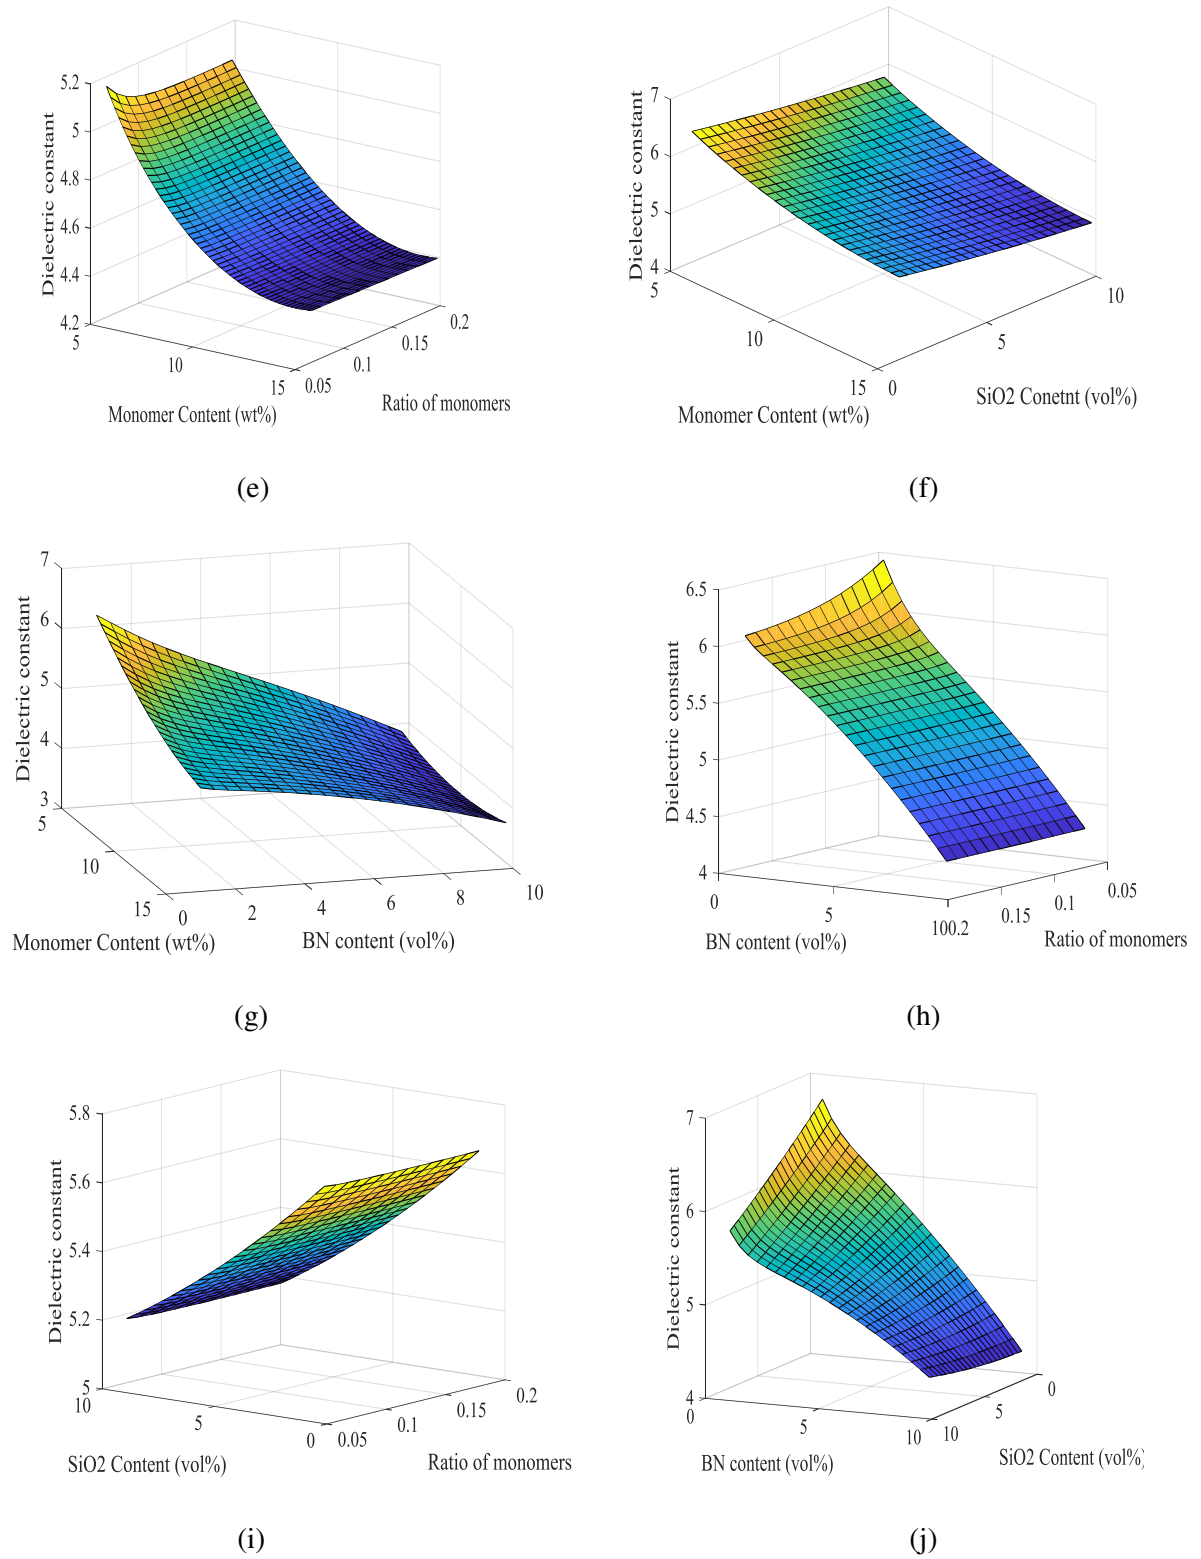 5.2
5
4.8
4.6
4.4
4.2
Dielectric constant
5
10
15
0.05
0.1
0.15
0.2
Monomer Content (wt%)
Ratio of monomers
(e)
7
6
5
4
Dielectric constant
5
10
15
0
5
10
Monomer Content (wt%)
SiO2 Conetnt (vol%)
(f)
7
6
5
4
3
Dielectric constant
5
10
15
0
2
4
6
8
10
Monomer Content (wt%)
BN content (vol%)
(g)
6.5
6
5.5
5
4.5
4
Dielectric constant
0
5
100.2
0.15
0.1
0.05
BN content (vol%)
Ratio of monomers
(h)
5.8
5.6
5.4
5.2
5
Dielectric constant
10
5
0
0.05
0.1
0.15
0.2
SiO2 Content (vol%)
Ratio of monomers
(i)
7
6
5
4
Dielectric constant
0
5
10
10
5
0
BN content (vol%)
SiO2 Content (vol%)
(j)